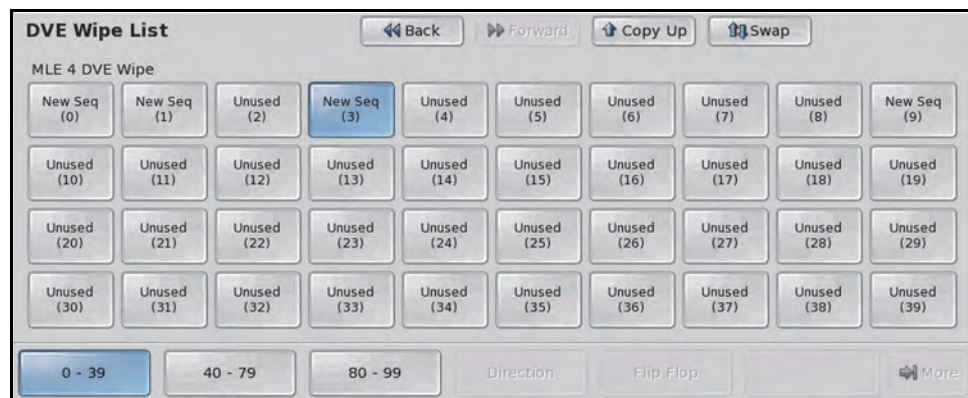 DVE Wipe List Back Forward Copy Up Swap
MLE 4 DVE Wipe
New Seq New Seq Unused New Seq Unused Unused Unused Unused Unused New Seq
(0) (1) (2) (3) (4) (5) (6) (7) (8) (9)
Unused Unused Unused Unused Unused Unused Unused Unused Unused Unused
(10) (11) (12) (13) (14) (15) (16) (17) (18) (19)
Unused Unused Unused Unused Unused Unused Unused Unused Unused Unused
(20) (21) (22) (23) (24) (25) (26) (27) (28) (29)
Unused Unused Unused Unused Unused Unused Unused Unused Unused Unused
(30) (31) (32) (33) (34) (35) (36) (37) (38) (39)
0 - 39 40 - 79 80 - 99 Direction Flip Flop More